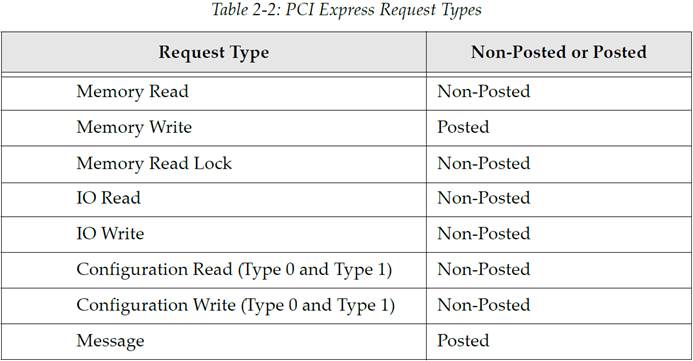 Table 2-2: PCI Express Request Types
Request Type Non-Posted or Posted
Memory Read Non-Posted
Memory Write Posted
Memory Read Lock Non-Posted
IO Read Non-Posted
IO Write Non-Posted
Configuration Read (Type 0 and Type 1) Non-Posted
Configuration Write (Type 0 and Type 1) Non-Posted
Message Posted